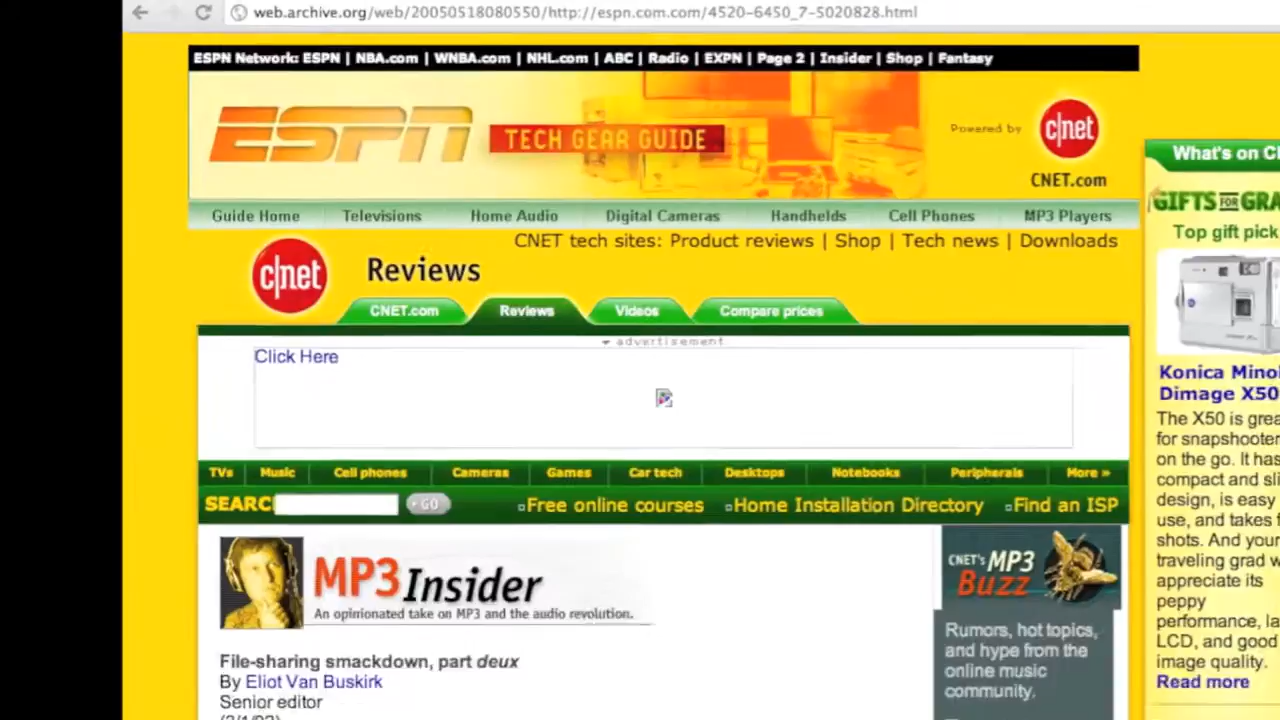 web.archive.org/web/20050518080550/http://espn.com.com/4520-6450_7-5020828.html
ESPN Network: ESPN | NBA.com | WNBA.com | NHL.com | ABC | Radio | EXPN | Page 2 | Insider | Shop | Fantasy
ESPN TECH GEAR GUIDE Powered by c|net
CNET.com
What's on C
Guide Home Televisions Home Audio Digital Cameras Handhelds Cell Phones MP3 Players
GIFTS FOR GRA
Top gift pick
CNET tech sites: Product reviews | Shop | Tech news | Downloads
c|net Reviews
CNET.com Reviews Videos Compare prices
advertisement
Click Here
Konica Minol
Dimage X50
The X50 is grea
for snapshooter
on the go. It has
compact and sli
design, is easy
use, and takes f
shots. And your
traveling grad w
appreciate its
peppy
performance, la
LCD, and good
image quality.
Read more
TVs Music Cell phones Cameras Games Car tech Desktops Notebooks Peripherals More »
SEARC GO Free online courses Home Installation Directory Find an ISP
MP3 Insider
An opinionated take on MP3 and the audio revolution.
CNET's MP3
Buzz
Rumors, hot topics,
and hype from the
online music
community.
File-sharing smackdown, part deux
By Eliot Van Buskirk
Senior editor